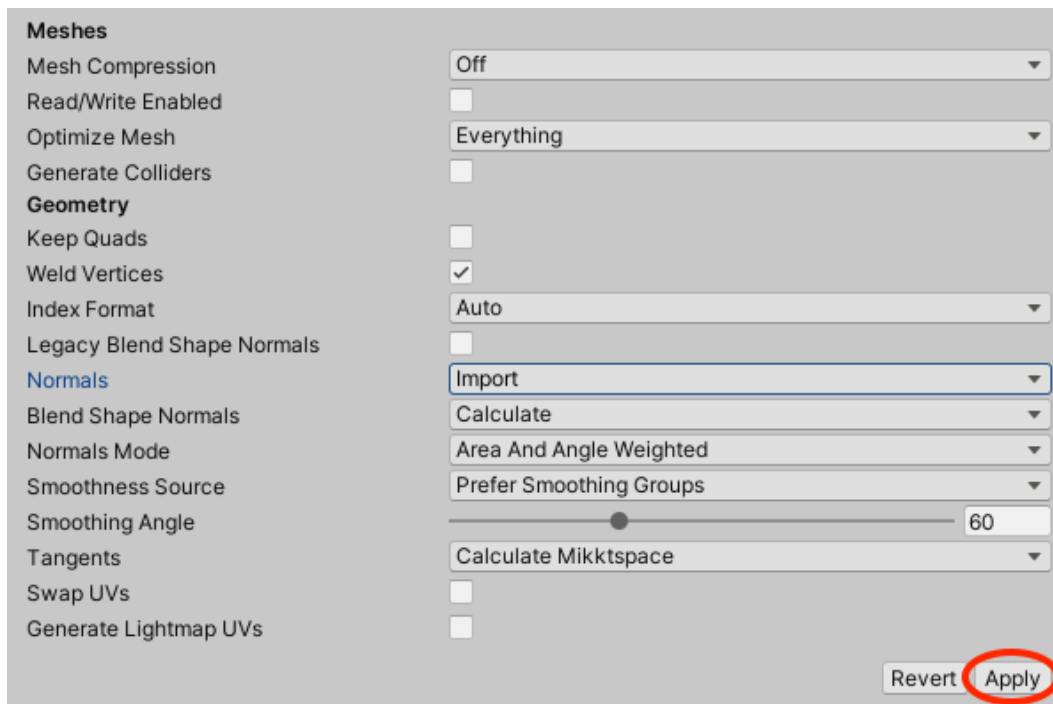 Meshes
Mesh Compression Off
Read/Write Enabled
Optimize Mesh Everything
Generate Colliders
Geometry
Keep Quads
Weld Vertices
Index Format Auto
Legacy Blend Shape Normals
Normals Import
Blend Shape Normals Calculate
Normals Mode Area And Angle Weighted
Smoothness Source Prefer Smoothing Groups
Smoothing Angle 60
Tangents Calculate Mikktspace
Swap UVs
Generate Lightmap UVs
Revert Apply